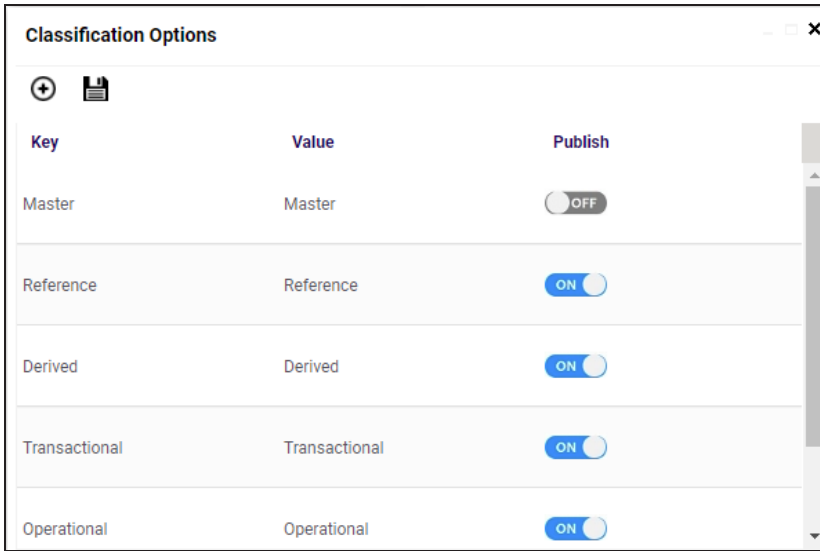 Classification Options
Key Value Publish
Master Master OFF
Reference Reference ON
Derived Derived ON
Transactional Transactional ON
Operational Operational ON